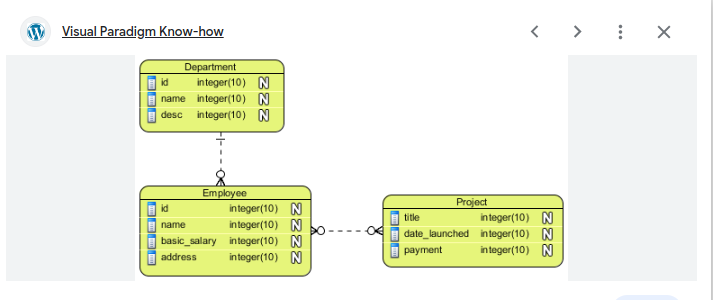 Visual Paradigm Know-how
Department
id integer(10) N
name integer(10) N
desc integer(10) N
Employee
id integer(10) N
name integer(10) N
basic_salary integer(10) N
address integer(10) N
Project
title integer(10) N
date_launched integer(10) N
payment integer(10) N